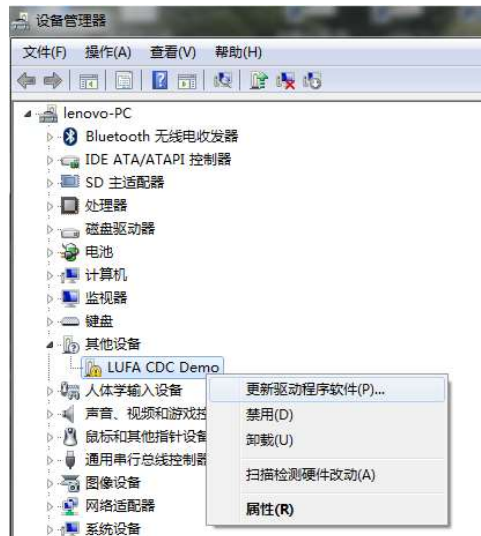 设备管理器
文件(F) 操作(A) 查看(V) 帮助(H)
lenovo-PC
Bluetooth 无线电收发器
IDE ATA/ATAPI 控制器
SD 主适配器
处理器
磁盘驱动器
电池
计算机
监视器
键盘
其他设备
LUFA CDC Demo
人体学输入设备
声音、视频和游戏控
鼠标和其他指针设备
通用串行总线控制器
图像设备
网络适配器
系统设备
更新驱动程序软件(P)...
禁用(D)
卸载(U)
扫描检测硬件改动(A)
属性(R)